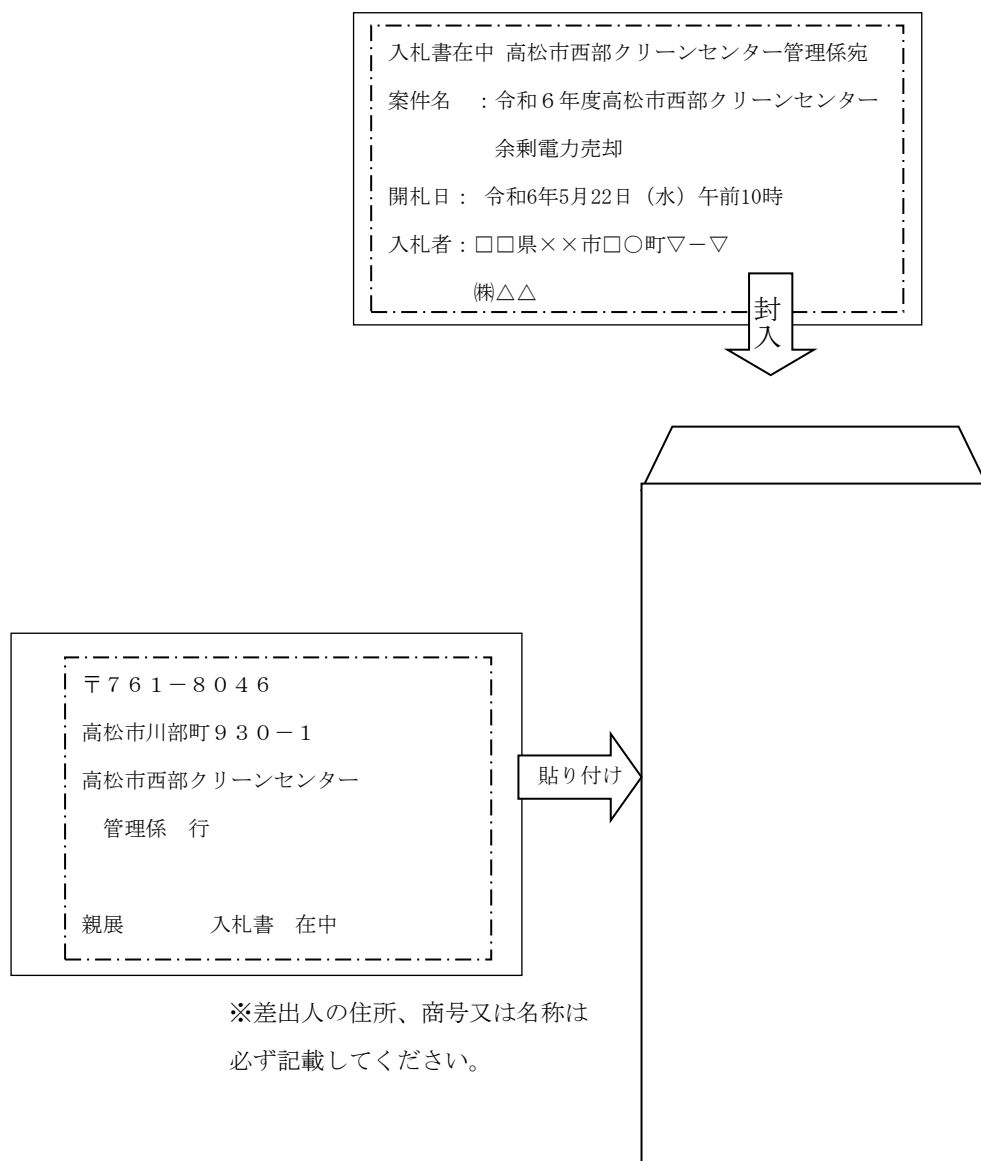 入札書在中 高松市西部クリーンセンター管理係宛
案件名　：令和６年度高松市西部クリーンセンター
余剰電力売却
開札日： 令和6年5月22日（水）午前10時
入札者：□□県××市□○町▽－▽
㈱△△
封入
〒７６１－８０４６
高松市川部町９３０－１
高松市西部クリーンセンター
管理係　行
親展　　　　入札書　在中
貼り付け
※差出人の住所、商号又は名称は
必ず記載してください。